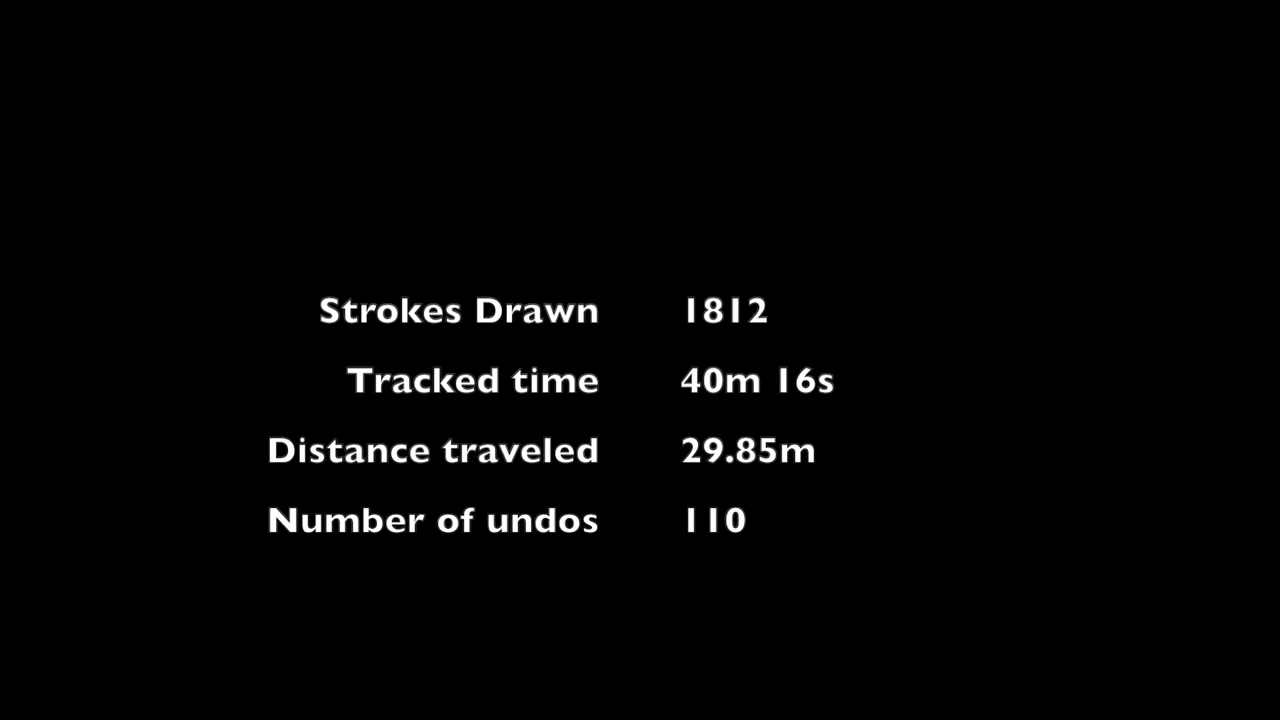 Strokes Drawn 1812
Tracked time 40m 16s
Distance traveled 29.85m
Number of undos 110